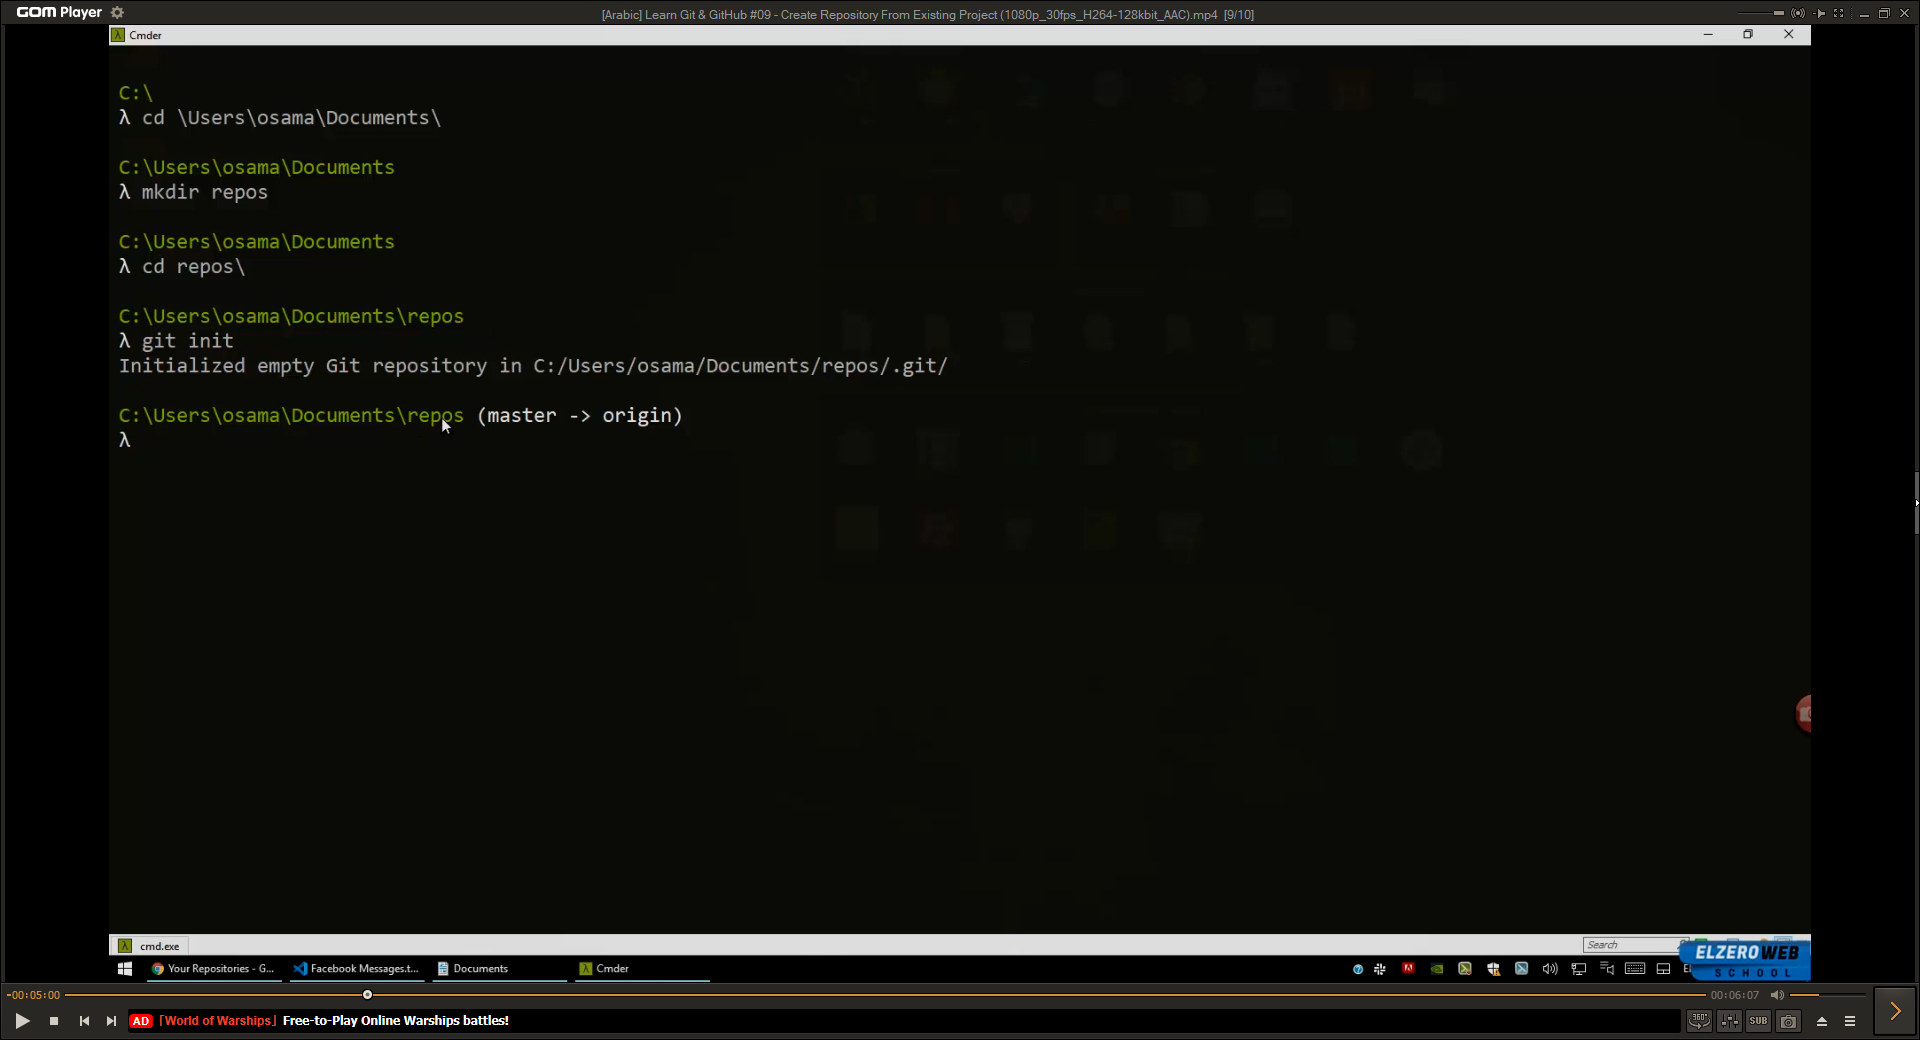 GOM Player
[Arabic] Learn Git & GitHub #09 - Create Repository From Existing Project (1080p_30fps_H264-128kbit_AAC).mp4 [9/10]
λ Cmder
C:\
λ cd \Users\osama\Documents\
C:\Users\osama\Documents
λ mkdir repos
C:\Users\osama\Documents
λ cd repos\
C:\Users\osama\Documents\repos
λ git init
Initialized empty Git repository in C:/Users/osama/Documents/repos/.git/
C:\Users\osama\Documents\repos (master -> origin)
λ
λ cmd.exe
Search
Your Repositories - G...
Facebook Messages.t...
Documents
λ Cmder
ELZERO WEB
SCHOOL
-00:05:00
00:06:07
AD [World of Warships] Free-to-Play Online Warships battles!
360°
SUB